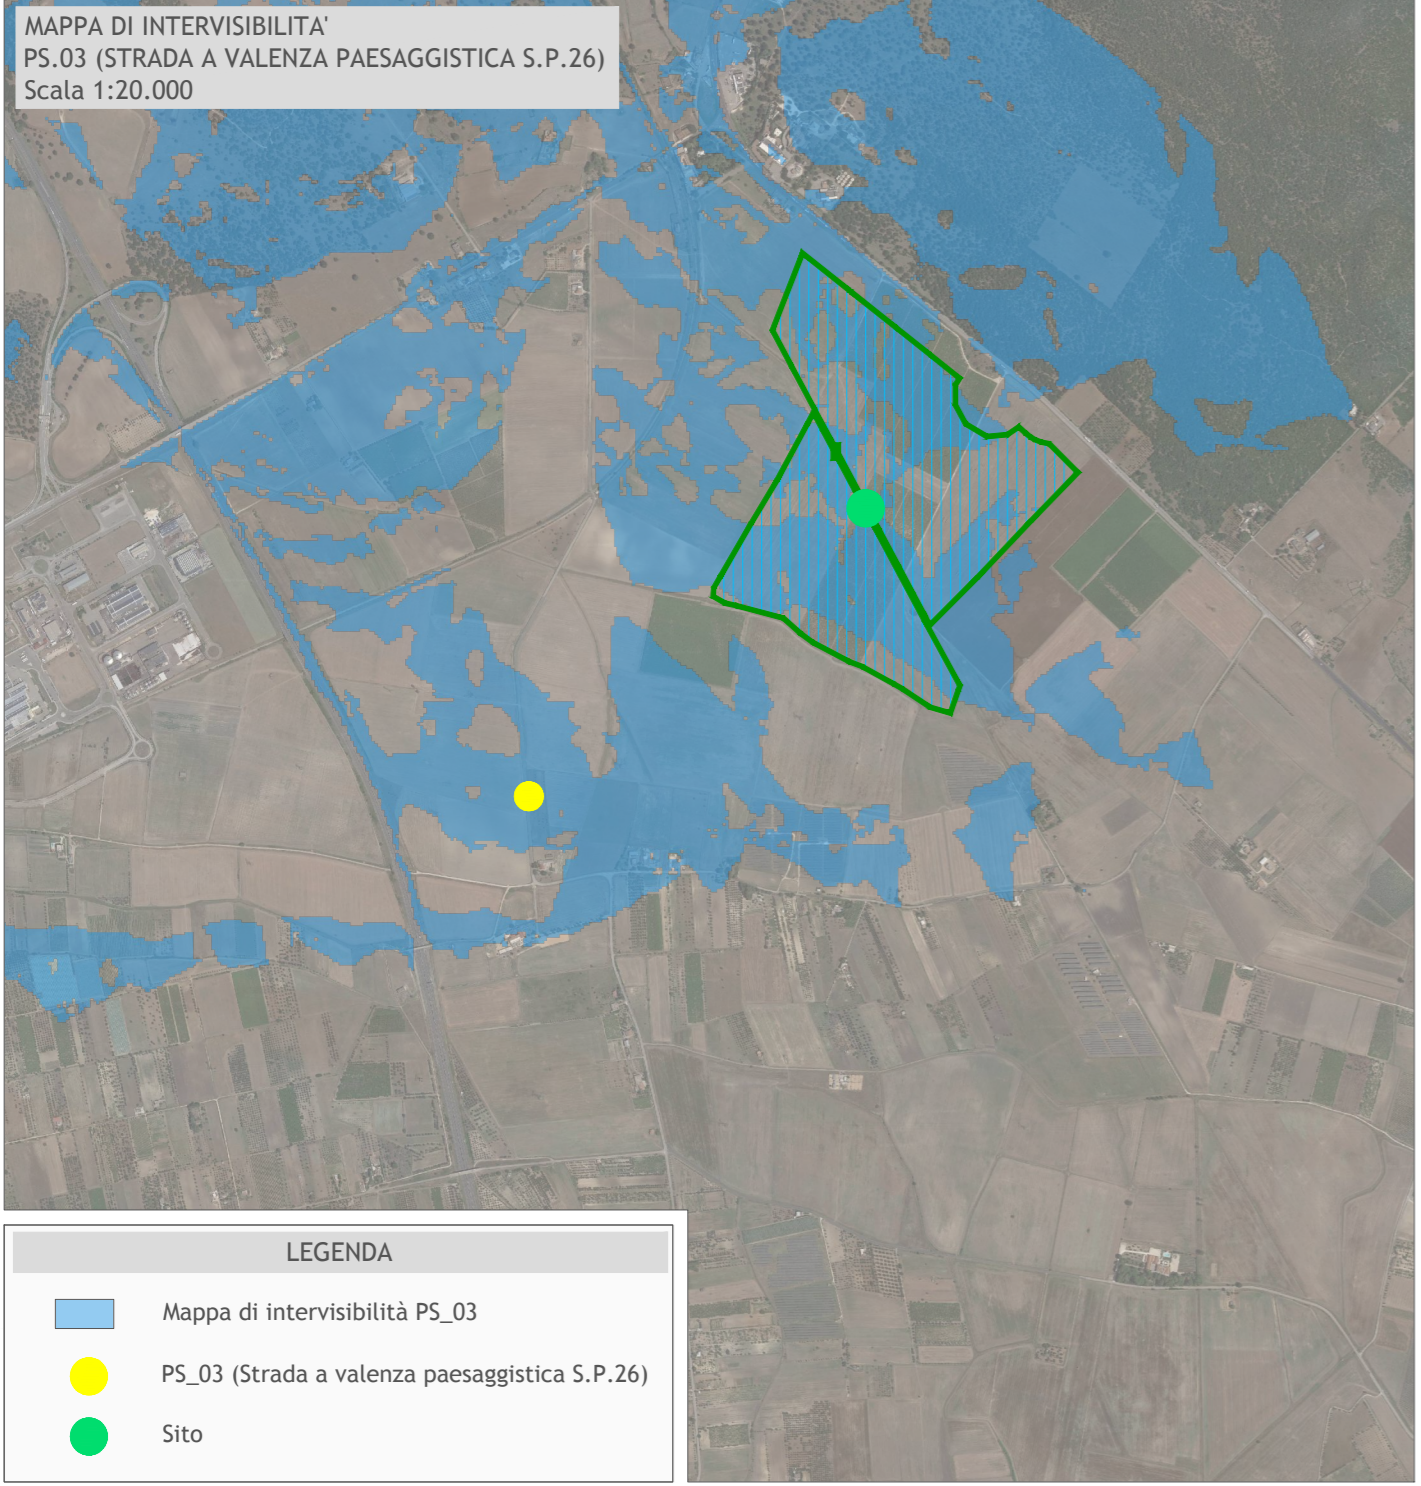 MAPPA DI INTERVISIBILITA'
PS.03 (STRADA A VALENZA PAESAGGISTICA S.P.26)
Scala 1:20.000
LEGENDA
Mappa di intervisibilità PS_03
PS_03 (Strada a valenza paesaggistica S.P.26)
Sito